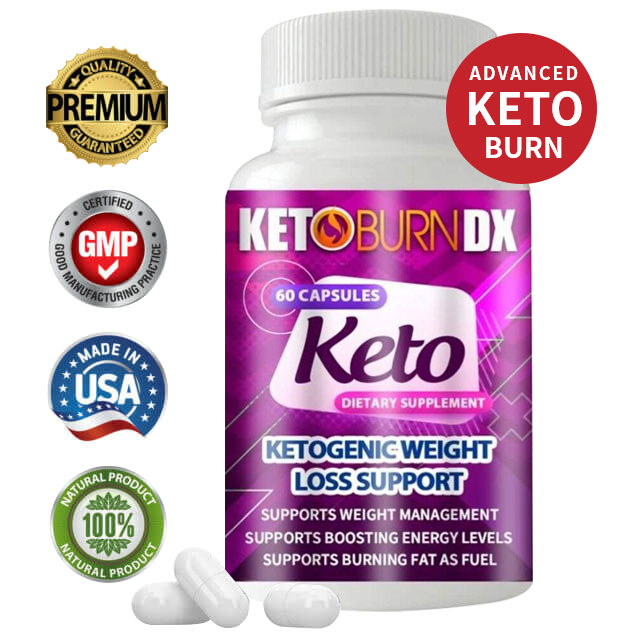 QUALITY
PREMIUM
GUARANTEED
CERTIFIED
GMP
GOOD MANUFACTURING PRACTICE
MADE IN
USA
NATURAL PRODUCT
100%
NATURAL PRODUCT
ADVANCED
KETO
BURN
KETOBURNDX
60 CAPSULES
Keto
DIETARY SUPPLEMENT
KETOGENIC WEIGHT
LOSS SUPPORT
SUPPORTS WEIGHT MANAGEMENT
SUPPORTS BOOSTING ENERGY LEVELS
SUPPORTS BURNING FAT AS FUEL